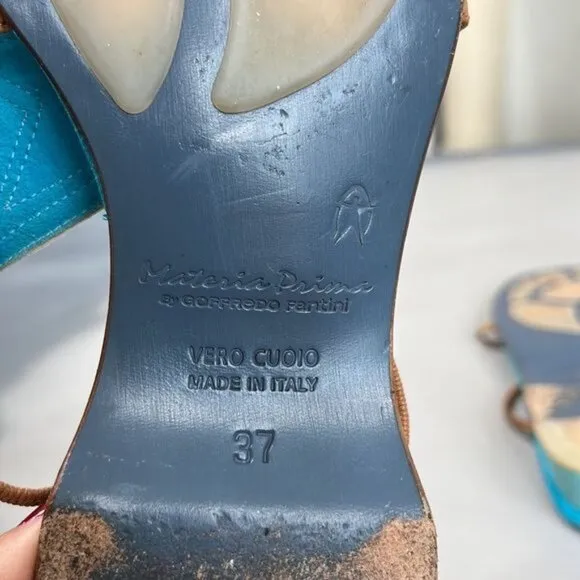 Materia Prima
By GOFFREDO Fantini
VERO CUOIO
MADE IN ITALY
37